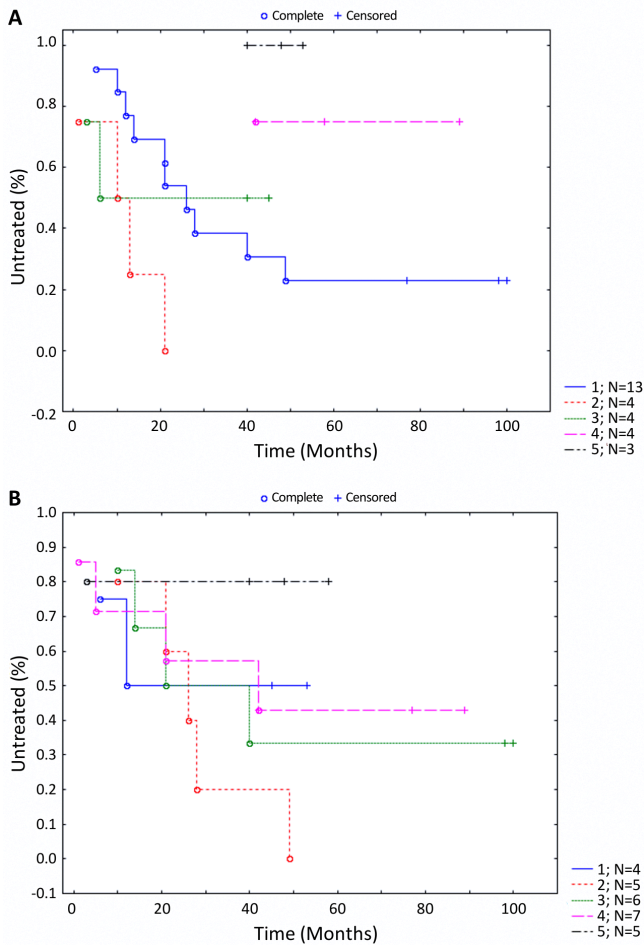 A
Complete Censored
1.0
0.8
0.6
0.4
0.2
0.0
-0.2
Untreated (%)
0 20 40 60 80 100
Time (Months)
1; N=13
2; N=4
3; N=4
4; N=4
5; N=3
B
Complete Censored
1.0
0.9
0.8
0.7
0.6
0.5
0.4
0.3
0.2
0.1
0.0
-0.1
Untreated (%)
0 20 40 60 80 100
Time (Months)
1; N=4
2; N=5
3; N=6
4; N=7
5; N=5